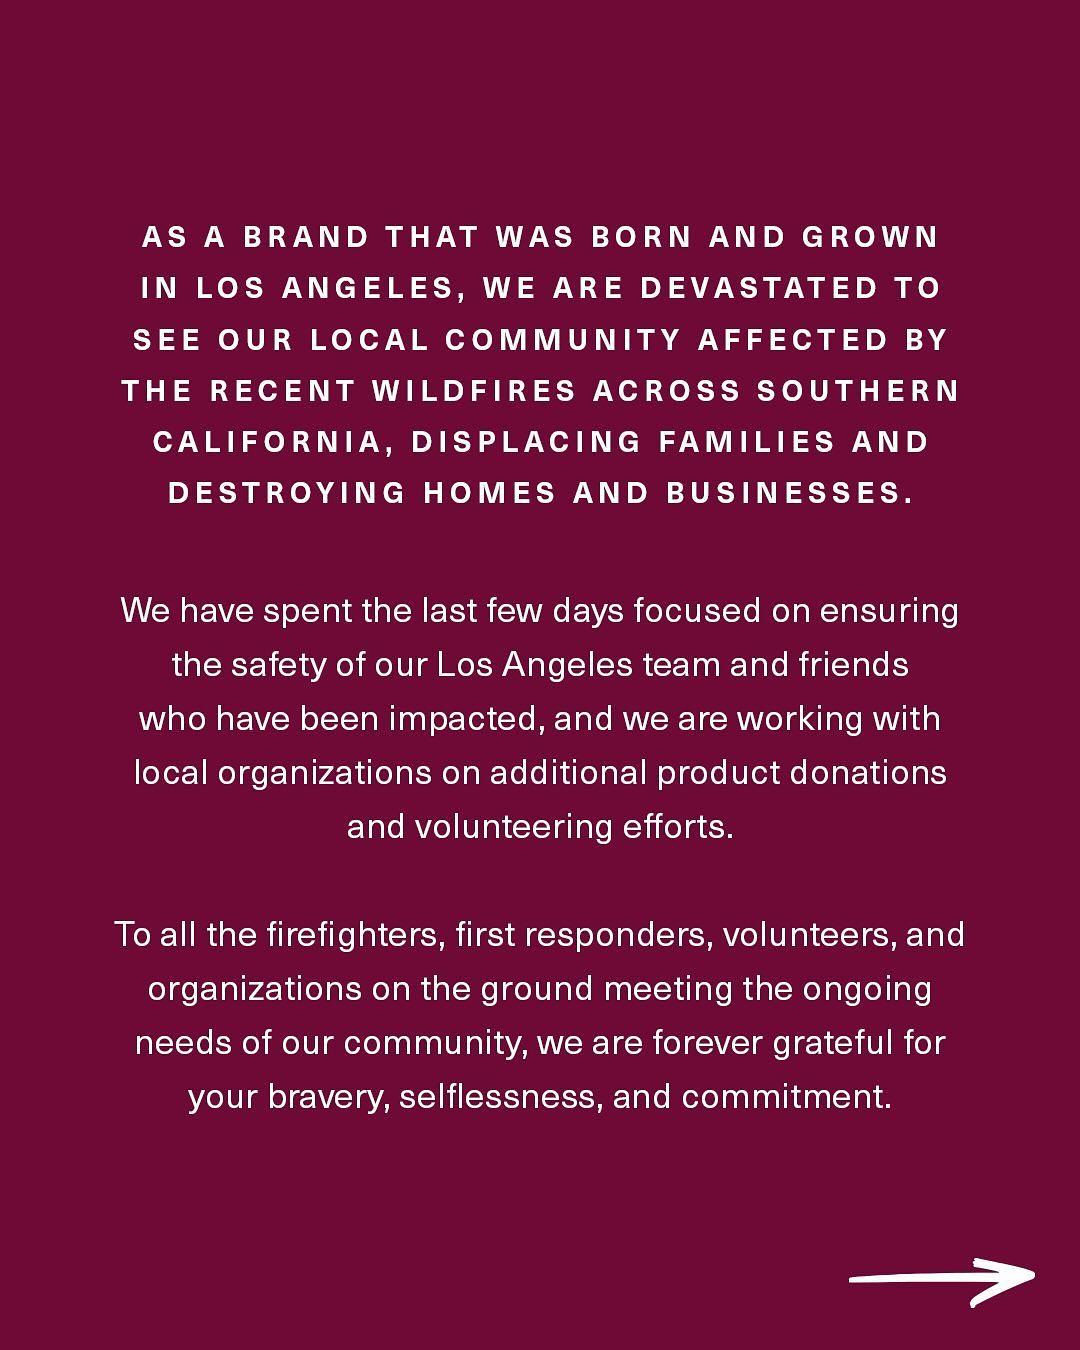 AS A BRAND THAT WAS BORN AND GROWN
IN LOS ANGELES, WE ARE DEVASTATED TO
SEE OUR LOCAL COMMUNITY AFFECTED BY
THE RECENT WILDFIRES ACROSS SOUTHERN
CALIFORNIA, DISPLACING FAMILIES AND
DESTROYING HOMES AND BUSINESSES.
We have spent the last few days focused on ensuring
the safety of our Los Angeles team and friends
who have been impacted, and we are working with
local organizations on additional product donations
and volunteering efforts.
To all the firefighters, first responders, volunteers, and
organizations on the ground meeting the ongoing
needs of our community, we are forever grateful for
your bravery, selflessness, and commitment.